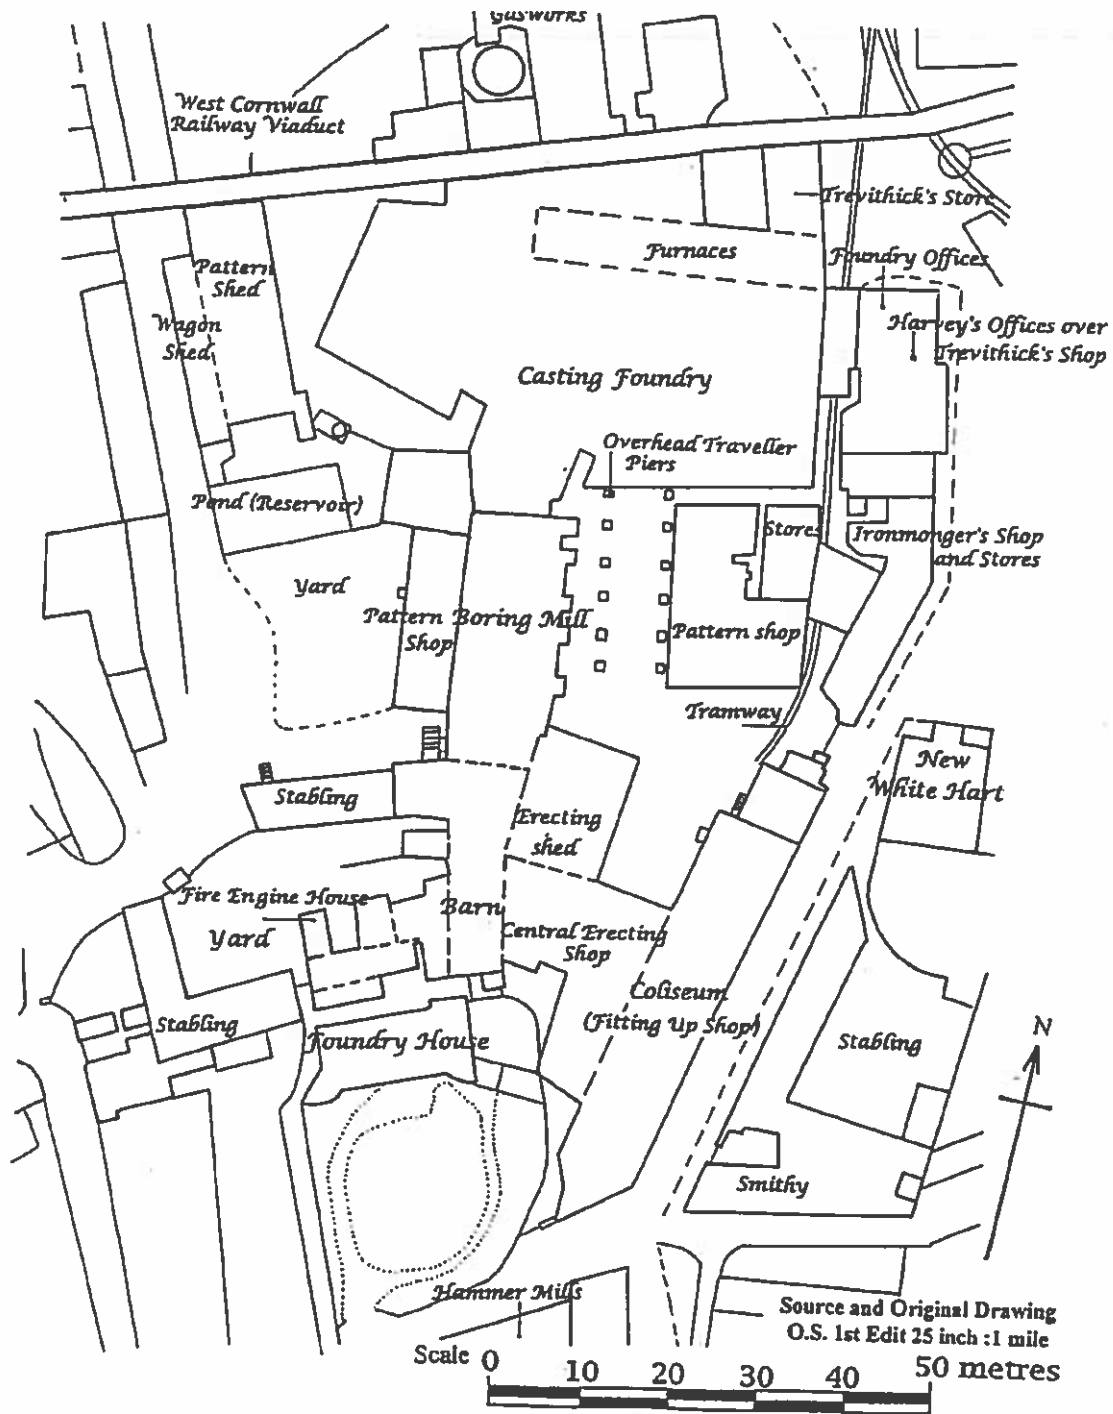 Gasworks
West Cornwall
Railway Viaduct
Trevithick's Store
Furnaces
Foundry Offices
Pattern
Shed
Wagon
Shed
Harvey's Offices over
Trevithick's Shop
Casting Foundry
Overhead Traveller
Piers
Pond (Reservoir)
Stores
Ironmonger's Shop
and Stores
Yard
Pattern
Shop
Boring Mill
Pattern shop
Tramway
New
White Hart
Stabling
Erecting
shed
Fire Engine House
Barn
Yard
Central Erecting
Shop
Coliseum
(Fitting Up Shop)
Stabling
Foundry House
Stabling
N
Smithy
Hammer Mills
Source and Original Drawing
O.S. 1st Edit 25 inch :1 mile
Scale 0 10 20 30 40 50 metres